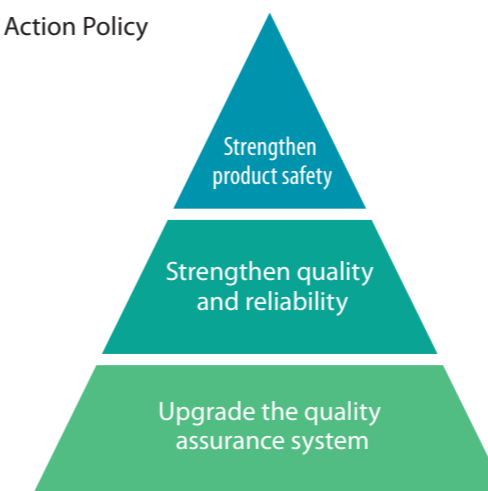 Action Policy
Strengthen
product safety
Strengthen quality
and reliability
Upgrade the quality
assurance system